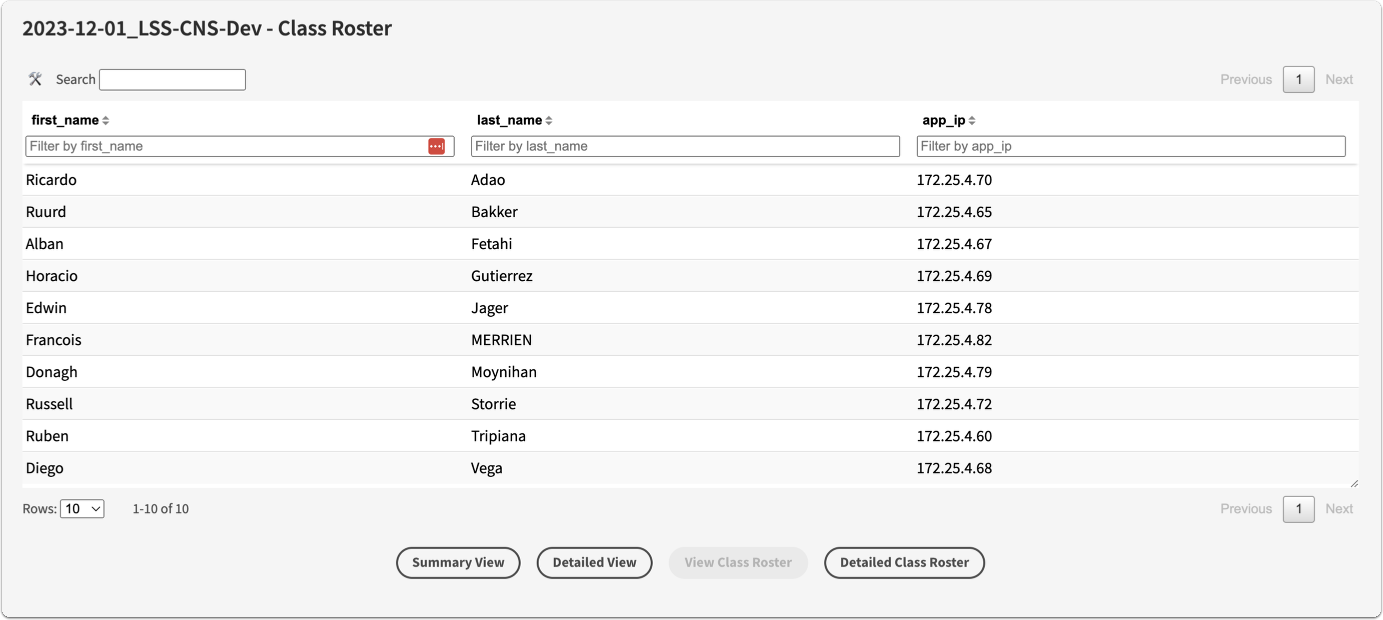 2023-12-01_LSS-CNS-Dev - Class Roster
Search Previous 1 Next
first_name last_name app_ip
Filter by first_name Filter by last_name Filter by app_ip
Ricardo Adao 172.25.4.70
Ruurd Bakker 172.25.4.65
Alban Fetahi 172.25.4.67
Horacio Gutierrez 172.25.4.69
Edwin Jager 172.25.4.78
Francois MERRIEN 172.25.4.82
Donagh Moynihan 172.25.4.79
Russell Storrie 172.25.4.72
Ruben Tripiana 172.25.4.60
Diego Vega 172.25.4.68
Rows: 10 1-10 of 10 Previous 1 Next
Summary View Detailed View View Class Roster Detailed Class Roster